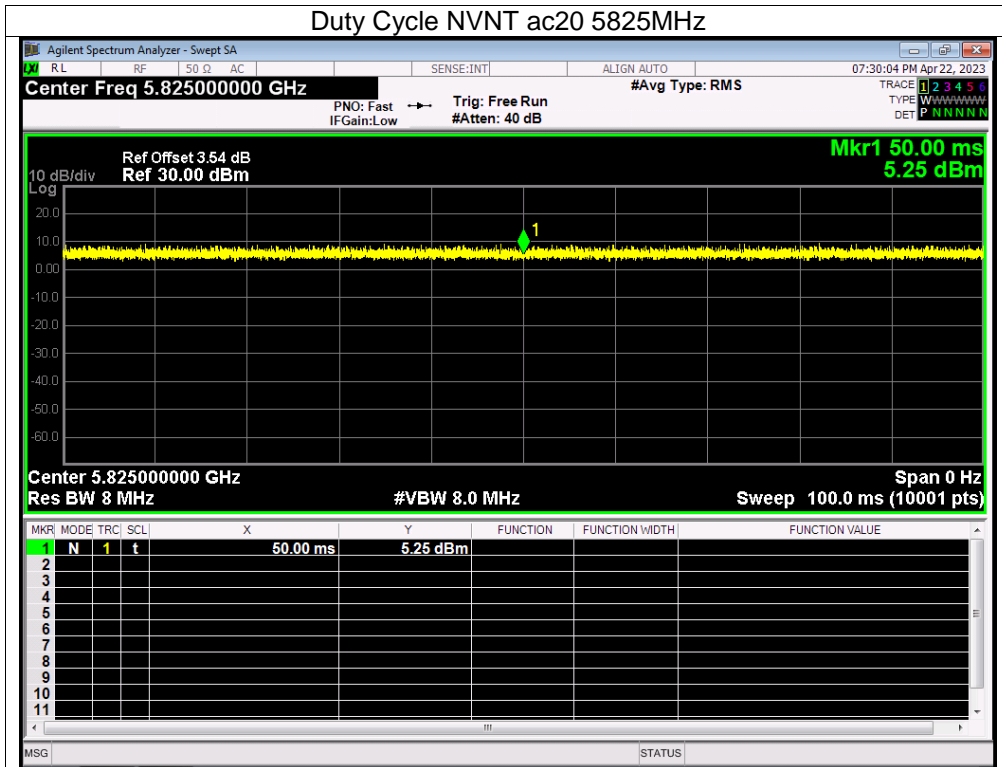 Duty Cycle NVNT ac20 5825MHz
Agilent Spectrum Analyzer - Swept SA
LXI RL RF 50 Ω AC SENSE:INT ALIGN AUTO 07:30:04 PM Apr 22, 2023
Center Freq 5.825000000 GHz #Avg Type: RMS TRACE 1 2 3 4 5 6
PNO: Fast Trig: Free Run TYPE WWWWWW
IFGain:Low #Atten: 40 dB DET P N N N N N
Mkr1 50.00 ms
Ref Offset 3.54 dB
10 dB/div Ref 30.00 dBm 5.25 dBm
Log
20.0
1
10.0
0.00
-10.0
-20.0
-30.0
-40.0
-50.0
-60.0
Center 5.825000000 GHz Span 0 Hz
Res BW 8 MHz #VBW 8.0 MHz Sweep 100.0 ms (10001 pts)
MKR MODE TRC SCL X Y FUNCTION FUNCTION WIDTH FUNCTION VALUE
1 N 1 t 50.00 ms 5.25 dBm
2
3
4
5
6
7
8
9
10
11
MSG STATUS